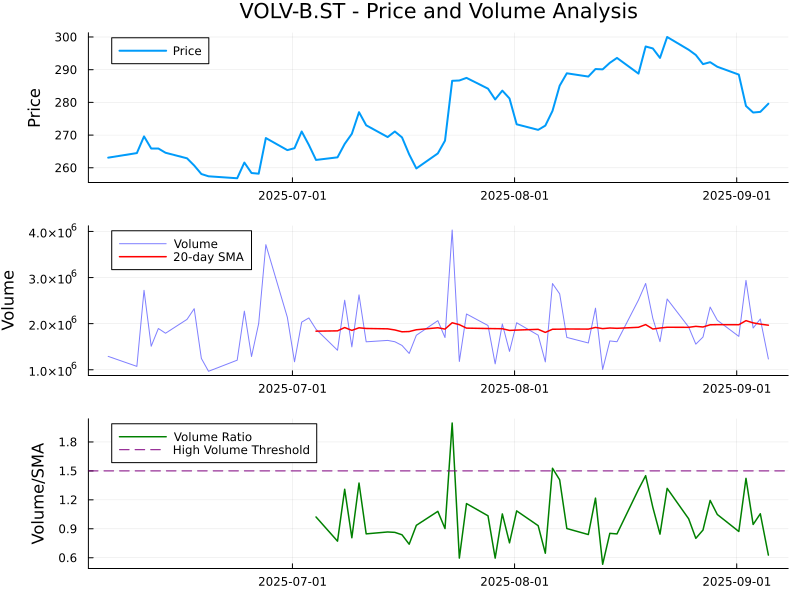 VOLV-B.ST - Price and Volume Analysis
Price
300
290
280
270
260
Price
2025-07-01
2025-08-01
2025-09-01
Volume
4.0×10⁶
3.0×10⁶
2.0×10⁶
1.0×10⁶
Volume
20-day SMA
2025-07-01
2025-08-01
2025-09-01
Volume/SMA
1.8
1.5
1.2
0.9
0.6
Volume Ratio
High Volume Threshold
2025-07-01
2025-08-01
2025-09-01